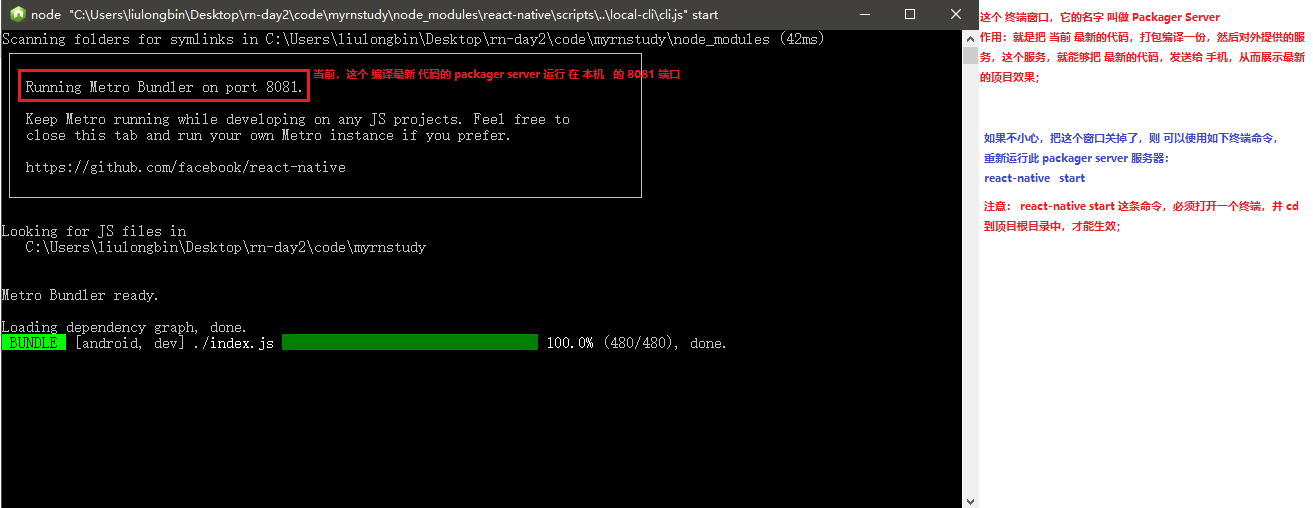 node "C:\Users\liulongbin\Desktop\rn-day2\code\myrnstudy\node_modules\react-native\scripts\..\local-cli\cli.js" start
Scanning folders for symlinks in C:\Users\liulongbin\Desktop\rn-day2\code\myrnstudy\node_modules (42ms)
当前，这个 编译最新 代码的 packager server 运行 在 本机 的 8081 端口
Running Metro Bundler on port 8081.
Keep Metro running while developing on any JS projects. Feel free to
close this tab and run your own Metro instance if you prefer.
https://github.com/facebook/react-native
Looking for JS files in
C:\Users\liulongbin\Desktop\rn-day2\code\myrnstudy
Metro Bundler ready.
Loading dependency graph, done.
BUNDLE [android, dev] ./index.js 100.0% (480/480), done.
这个 终端窗口，它的名字 叫做 Packager Server
作用：就是把 当前 最新的代码，打包编译一份，然后对外提供的服
务，这个服务，就能够把 最新的代码，发送给 手机，从而展示最新
的项目效果；
如果不小心，把这个窗口关掉了，则 可以使用如下终端命令，
重新运行此 packager server 服务器：
react-native start
注意： react-native start 这条命令，必须打开一个终端，并 cd
到项目根目录中，才能生效；